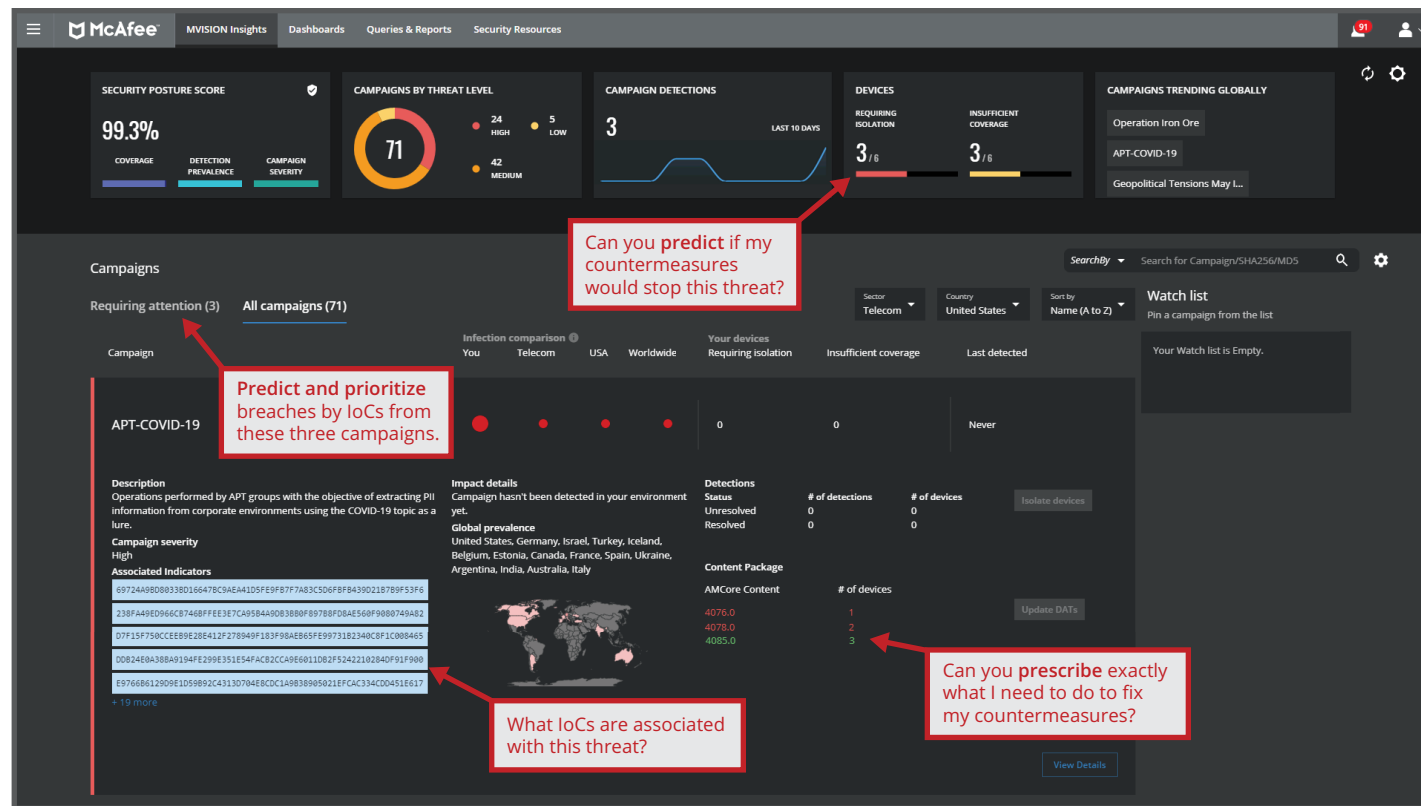 McAfee™ MVISION Insights Dashboards Queries & Reports Security Resources 91
SECURITY POSTURE SCORE
99.3%
COVERAGE DETECTION PREVALENCE CAMPAIGN SEVERITY
CAMPAIGNS BY THREAT LEVEL
71
24 HIGH
5 LOW
42 MEDIUM
CAMPAIGN DETECTIONS
3 LAST 10 DAYS
DEVICES
REQUIRING ISOLATION
3 / 6
INSUFFICIENT COVERAGE
3 / 6
CAMPAIGNS TRENDING GLOBALLY
Operation Iron Ore
APT-COVID-19
Geopolitical Tensions May I...
Can you predict if my
countermeasures
would stop this threat?
Campaigns
SearchBy Search for Campaign/SHA256/MD5
Requiring attention (3) All campaigns (71)
Sector
Telecom
Country
United States
Sort by
Name (A to Z)
Watch list
Pin a campaign from the list
Your Watch list is Empty.
Infection comparison Your devices
Campaign You Telecom USA Worldwide Requiring isolation Insufficient coverage Last detected
Predict and prioritize
breaches by IoCs from
these three campaigns.
APT-COVID-19 0 0 Never
Description
Operations performed by APT groups with the objective of extracting PII
information from corporate environments using the COVID-19 topic as a
lure.
Campaign severity
High
Associated Indicators
69724A9BD8033BD16647BC9AEA41D5FE9FB7F7A83C5D6FBFB439D21B7B9F53F6
238FA49ED966CB746BFFEE3E7CA95B4A9DB3BB0F897B8FD8AE560F9080749A82
D7F15F750CCEEB9E28E412F278949F183F98AEB65FE99731B2340C8F1C008465
DDB24E0A38BA9194FE299E351E54FACB2CCA9E6011DB2F5242210284DF91F900
E9766B6129D9E1D59B92C4313D704E8CDC1A9B38905021EFCAC334CDD451E617
+ 19 more
Impact details
Campaign hasn't been detected in your environment
yet.
Global prevalence
United States, Germany, Israel, Turkey, Iceland,
Belgium, Estonia, Canada, France, Spain, Ukraine,
Argentina, India, Australia, Italy
Detections
Status # of detections # of devices
Unresolved 0 0
Resolved 0 0
Isolate devices
Content Package
AMCore Content # of devices
4076.0 1
4078.0 2
4085.0 3
Update DATs
What IoCs are associated
with this threat?
Can you prescribe exactly
what I need to do to fix
my countermeasures?
View Details